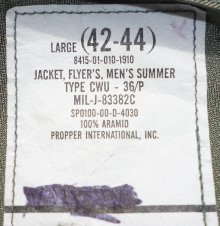 LARGE (42-44)
8415-01-010-1910
JACKET, FLYER'S, MEN'S SUMMER
TYPE CWU - 36/P
MIL-J-83382C
SP0100-00-D-4030
100% ARAMID
PROPPER INTERNATIONAL, INC.